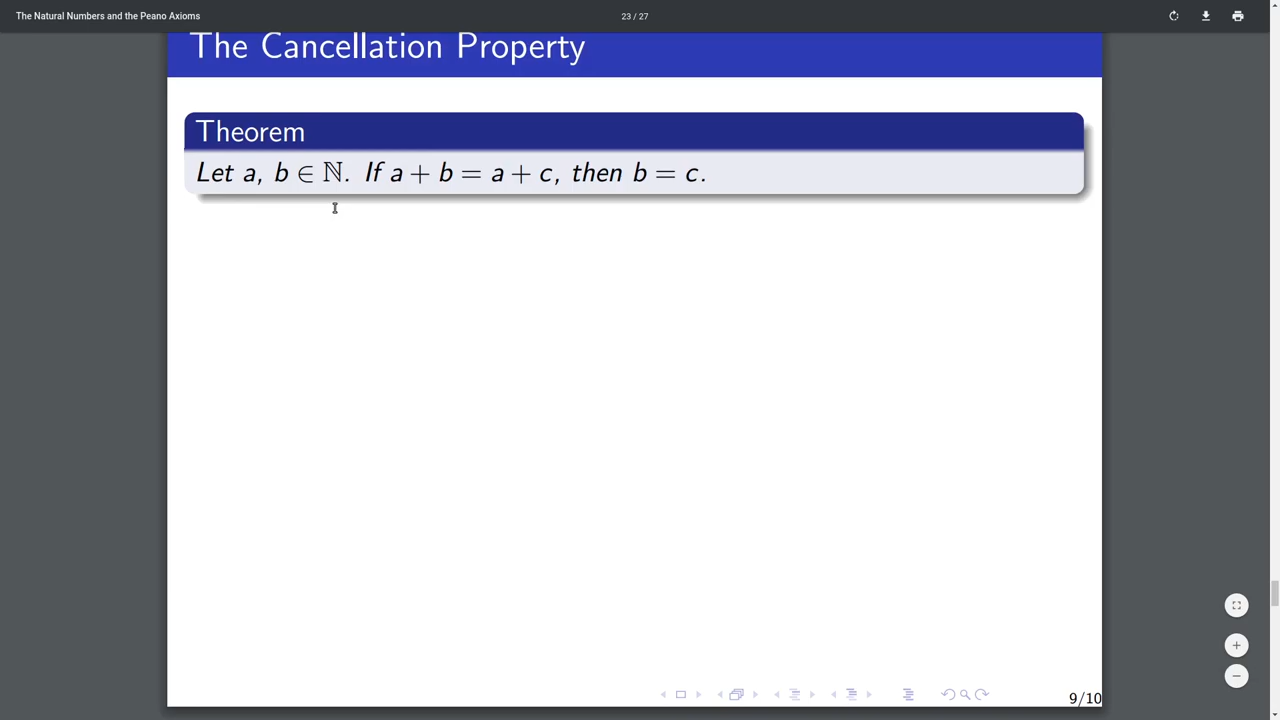 The Natural Numbers and the Peano Axioms
23 / 27
The Cancellation Property
Theorem
Let a, b ∈ ℕ. If a + b = a + c, then b = c.
9/10